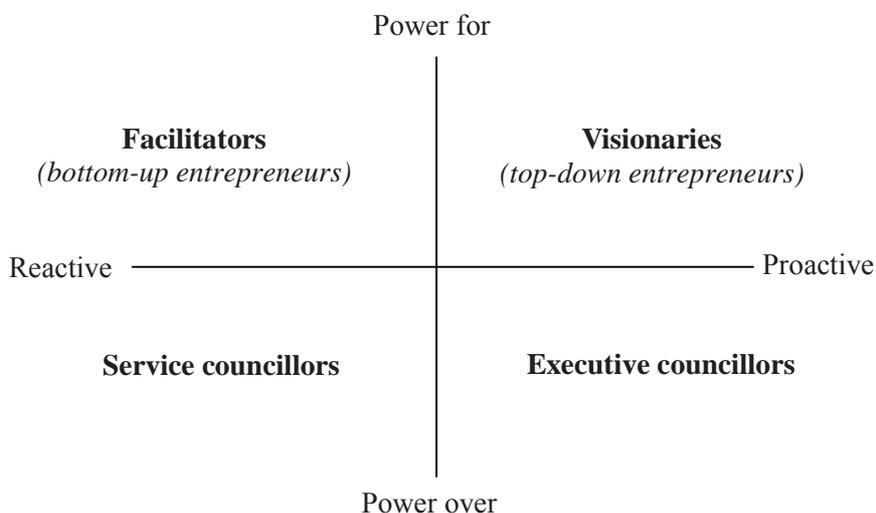 Power for
Facilitators
(bottom-up entrepreneurs)
Visionaries
(top-down entrepreneurs)
Reactive
Proactive
Service councillors
Executive councillors
Power over